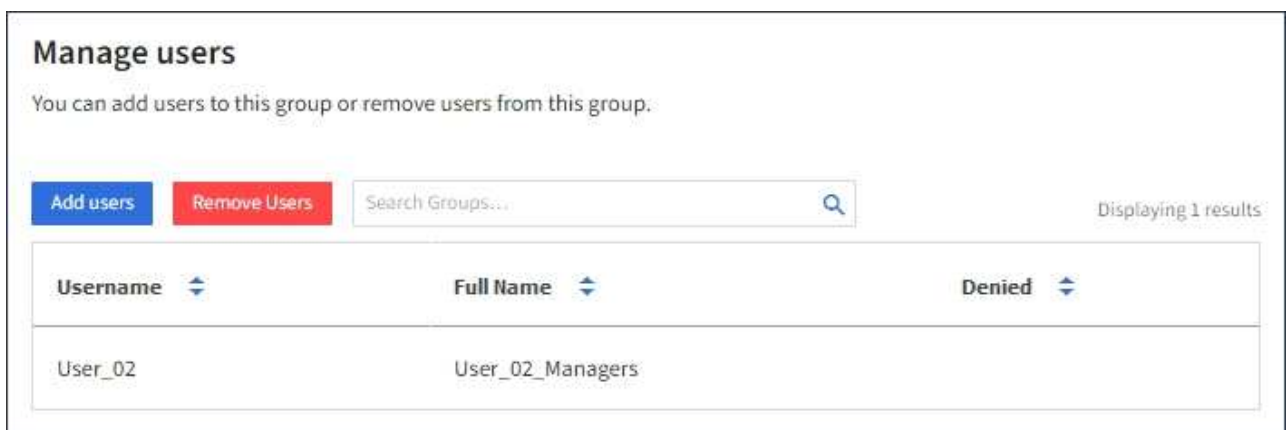 Manage users
You can add users to this group or remove users from this group.
Add users Remove Users Search Groups... Displaying 1 results
Username Full Name Denied
User_02 User_02_Managers